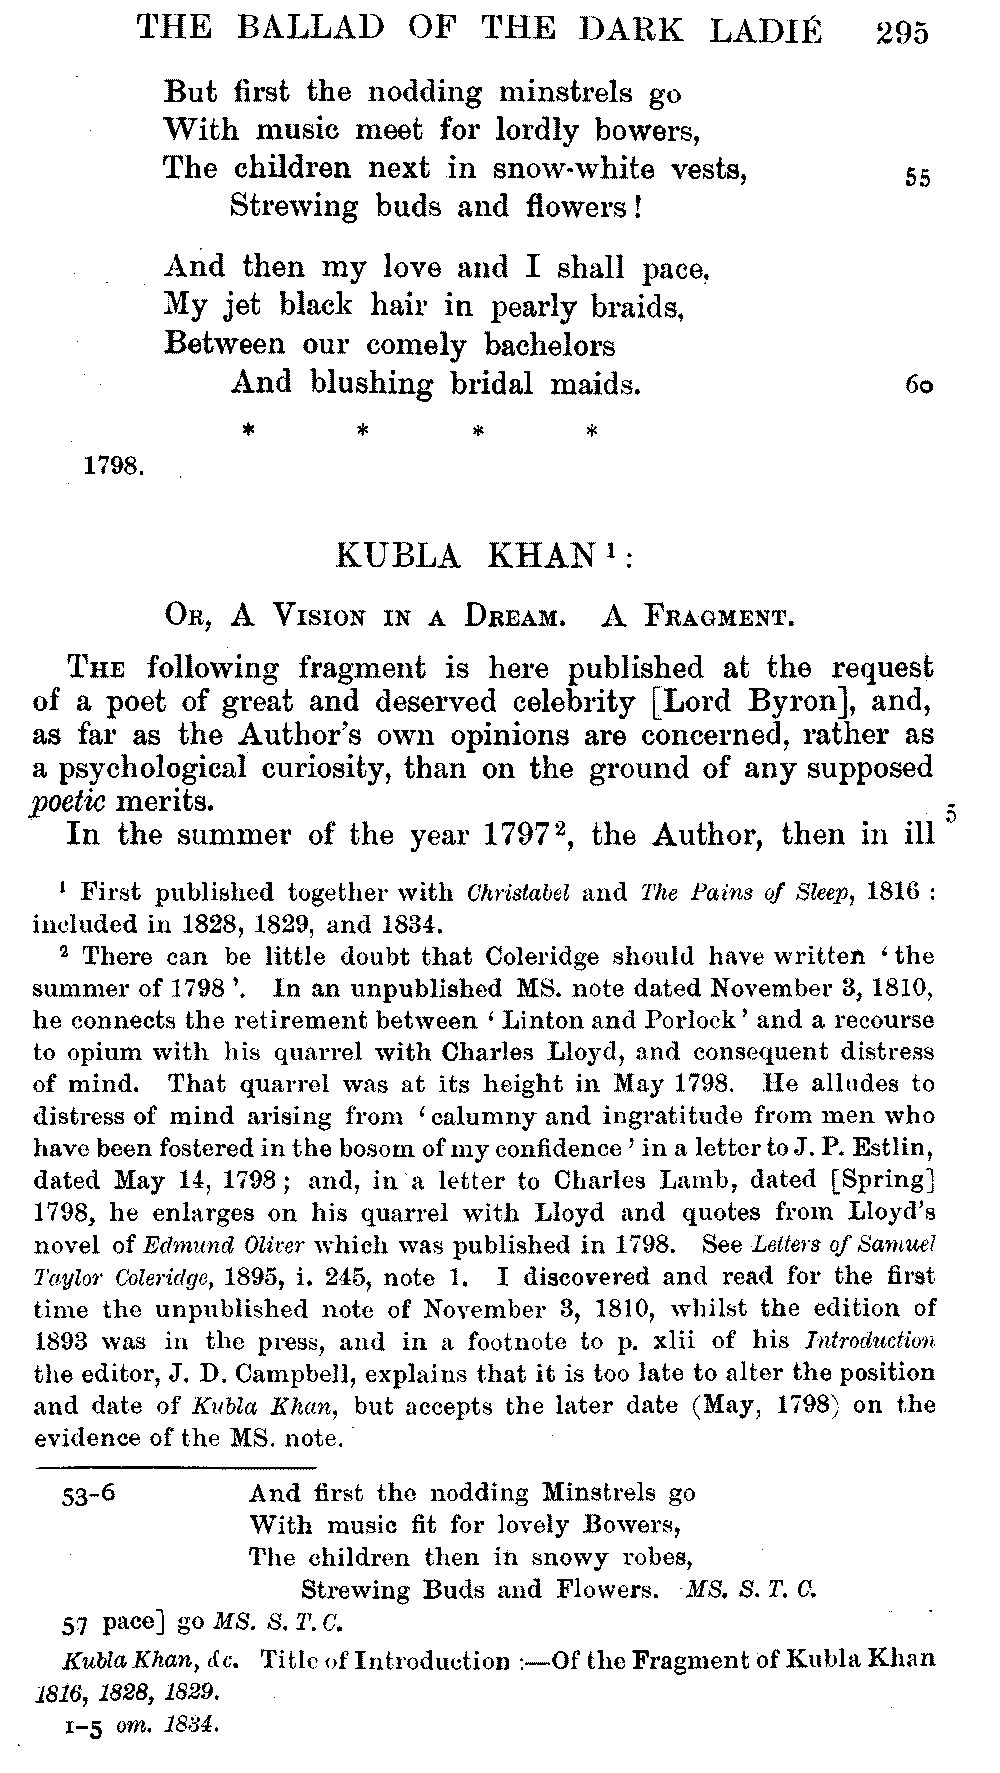 THE BALLAD OF THE DARK LADIÉ 295
But first the nodding minstrels go
With music meet for lordly bowers,
The children next in snow-white vests, 55
Strewing buds and flowers !
And then my love and I shall pace,
My jet black hair in pearly braids,
Between our comely bachelors
And blushing bridal maids. 60
* * * *
1798.
KUBLA KHAN ¹ :
OR, A VISION IN A DREAM. A FRAGMENT.
THE following fragment is here published at the request
of a poet of great and deserved celebrity [Lord Byron], and,
as far as the Author's own opinions are concerned, rather as
a psychological curiosity, than on the ground of any supposed
poetic merits. 5
In the summer of the year 1797 ², the Author, then in ill
¹ First published together with Christabel and The Pains of Sleep, 1816 :
included in 1828, 1829, and 1834.
² There can be little doubt that Coleridge should have written ‘ the
summer of 1798 ’. In an unpublished MS. note dated November 3, 1810,
he connects the retirement between ‘ Linton and Porlock ’ and a recourse
to opium with his quarrel with Charles Lloyd, and consequent distress
of mind. That quarrel was at its height in May 1798. He alludes to
distress of mind arising from ‘ calumny and ingratitude from men who
have been fostered in the bosom of my confidence ’ in a letter to J. P. Estlin,
dated May 14, 1798 ; and, in a letter to Charles Lamb, dated [Spring]
1798, he enlarges on his quarrel with Lloyd and quotes from Lloyd's
novel of Edmund Oliver which was published in 1798. See Letters of Samuel
Taylor Coleridge, 1895, i. 245, note 1. I discovered and read for the first
time the unpublished note of November 3, 1810, whilst the edition of
1893 was in the press, and in a footnote to p. xlii of his Introduction
the editor, J. D. Campbell, explains that it is too late to alter the position
and date of Kubla Khan, but accepts the later date (May, 1798) on the
evidence of the MS. note.
53-6 And first the nodding Minstrels go
With music fit for lovely Bowers,
The children then in snowy robes,
Strewing Buds and Flowers. MS. S. T. C.
57 pace] go MS. S. T. C.
Kubla Khan, &c. Title of Introduction :—Of the Fragment of Kubla Khan
1816, 1828, 1829.
1-5 om. 1834.